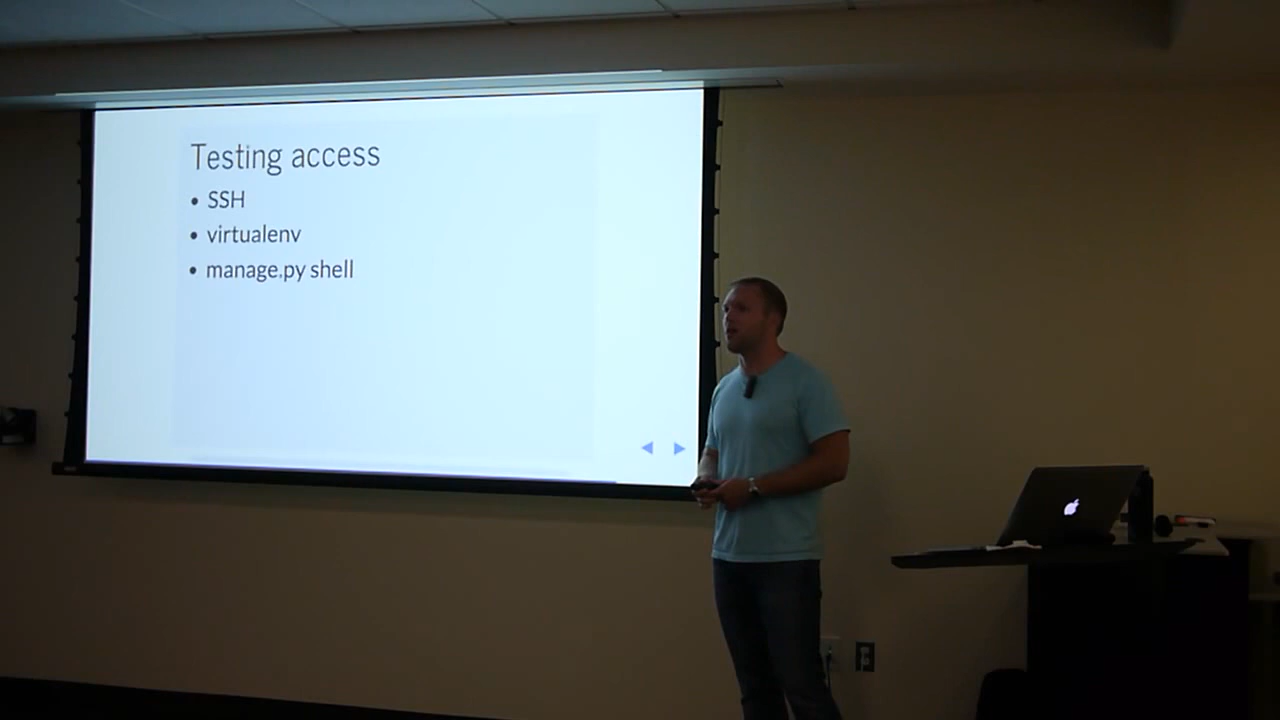 Testing access
• SSH
• virtualenv
• manage.py shell